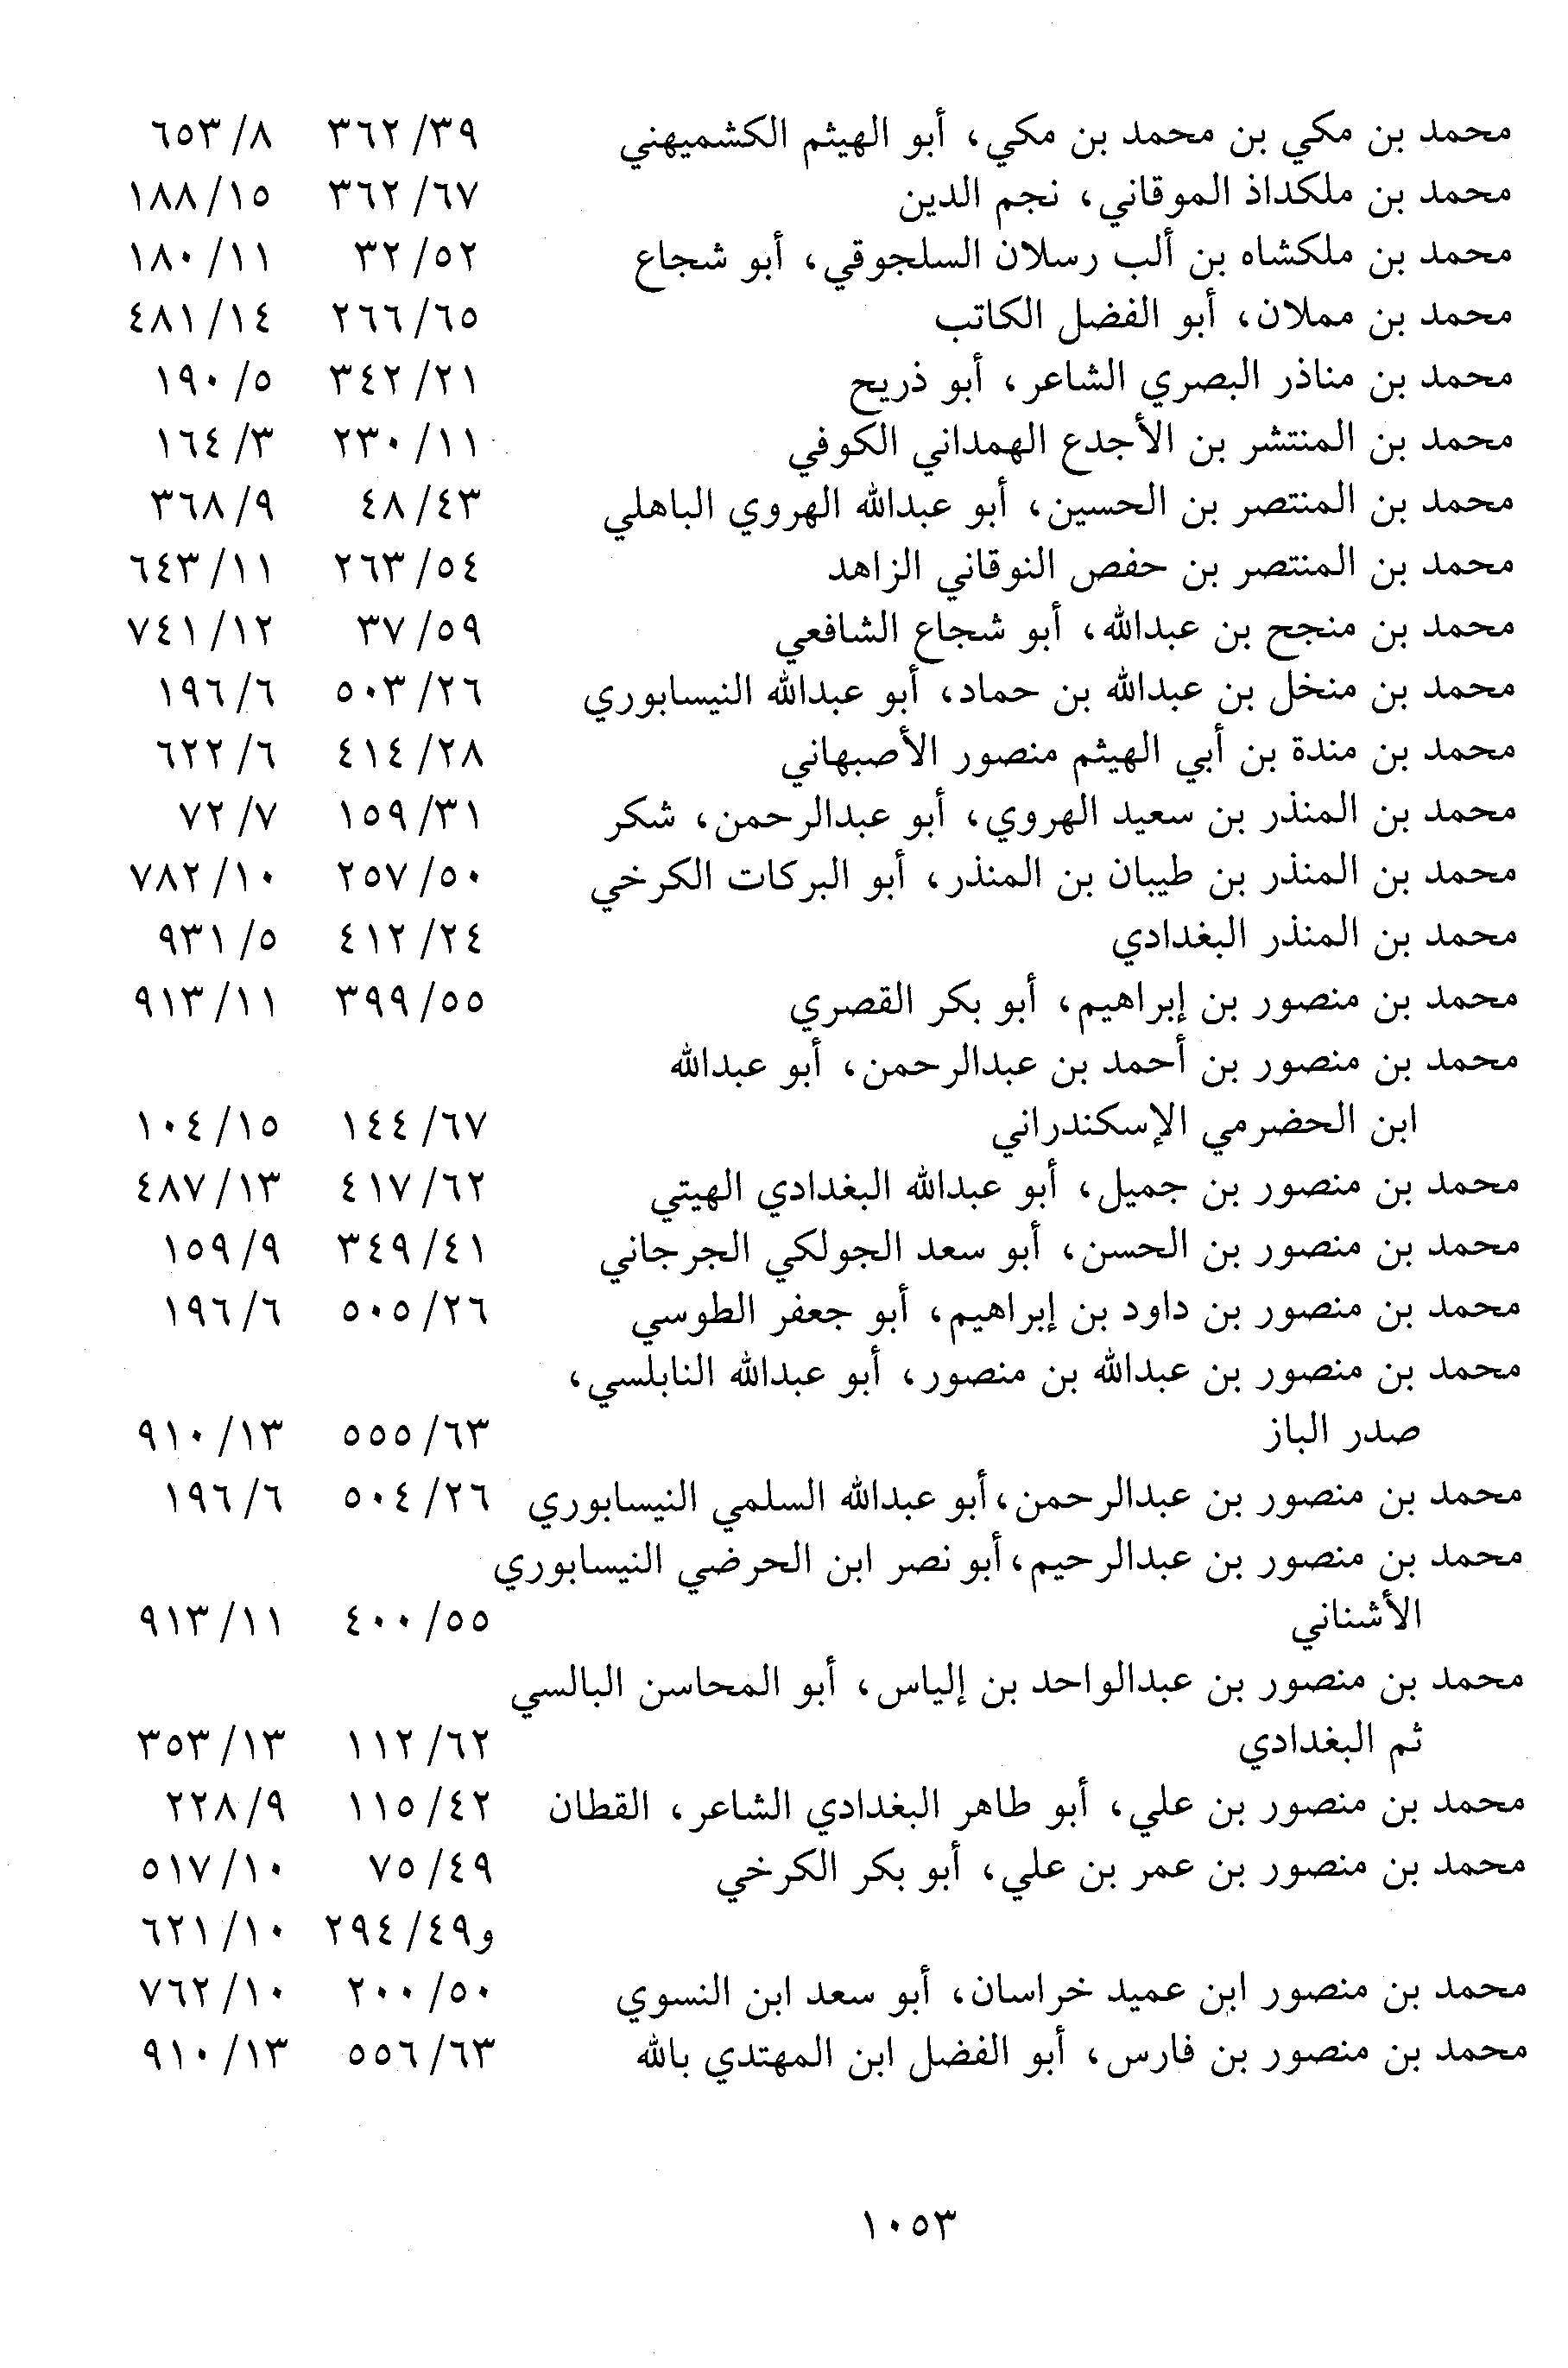 محمد بن مكي بن محمد بن مكي، أبو الهيثم الكشميهني ٣٩/ ٣٦٢ ٨/ ٦٥٣
محمد بن ملكداذ الموقاني، نجم الدين ٦٧/ ٣٦٢ ١٥/ ١٨٨
محمد بن ملكشاه بن ألب رسلان السلجوقي، أبو شجاع ٥٢/ ٣٢ ١١/ ١٨٠
محمد بن مملان، أبو الفضل الكاتب ٦٥/ ٢٦٦ ١٤/ ٤٨١
محمد بن مناذر البصري الشاعر، أبو ذريح ٢١/ ٣٤٢ ٥/ ١٩٠
محمد بن المنتشر بن الأجدع الهمداني الكوفي ١١/ ٢٣٠ ٣/ ١٦٤
محمد بن المنتصر بن الحسين، أبو عبدالله الهروي الباهلي ٤٣/ ٤٨ ٩/ ٣٦٨
محمد بن المنتصر بن حفص النوقاني الزاهد ٥٤/ ٢٦٣ ١١/ ٦٤٣
محمد بن منجح بن عبدالله، أبو شجاع الشافعي ٥٩/ ٣٧ ١٢/ ٧٤١
محمد بن منخل بن عبدالله بن حماد، أبو عبدالله النيسابوري ٢٦/ ٥٠٣ ٦/ ١٩٦
محمد بن مندة بن أبي الهيثم منصور الأصبهاني ٢٨/ ٤١٤ ٦/ ٦٢٢
محمد بن المنذر بن سعيد الهروي، أبو عبدالرحمن، شكر ٣١/ ١٥٩ ٧/ ٧٢
محمد بن المنذر بن طيبان بن المنذر، أبو البركات الكرخي ٥٠/ ٢٥٧ ١٠/ ٧٨٢
محمد بن المنذر البغدادي ٢٤/ ٤١٢ ٥/ ٩٣١
محمد بن منصور بن إبراهيم، أبو بكر القصري ٥٥/ ٣٩٩ ١١/ ٩١٣
محمد بن منصور بن أحمد بن عبدالرحمن، أبو عبدالله
ابن الحضرمي الإسكندراني ٦٧/ ١٤٤ ١٥/ ١٠٤
محمد بن منصور بن جميل، أبو عبدالله البغدادي الهيتي ٦٢/ ٤١٧ ١٣/ ٤٨٧
محمد بن منصور بن الحسن، أبو سعد الجولكي الجرجاني ٤١/ ٣٤٩ ٩/ ١٥٩
محمد بن منصور بن داود بن إبراهيم، أبو جعفر الطوسي ٢٦/ ٥٠٥ ٦/ ١٩٦
محمد بن منصور بن عبدالله بن منصور، أبو عبدالله النابلسي،
صدر الباز ٦٣/ ٥٥٥ ١٣/ ٩١٠
محمد بن منصور بن عبدالرحمن، أبو عبدالله السلمي النيسابوري ٢٦/ ٥٠٤ ٦/ ١٩٦
محمد بن منصور بن عبدالرحيم، أبو نصر ابن الحرضي النيسابوري
الأشناني ٥٥/ ٤٠٠ ١١/ ٩١٣
محمد بن منصور بن عبدالواحد بن إلياس، أبو المحاسن البالسي
ثم البغدادي ٦٢/ ١١٢ ١٣/ ٣٥٣
محمد بن منصور بن علي، أبو طاهر البغدادي الشاعر، القطان ٤٢/ ١١٥ ٩/ ٢٢٨
محمد بن منصور بن عمر بن علي، أبو بكر الكرخي ٤٩/ ٧٥ ١٠/ ٥١٧
و٤٩/ ٢٩٤ ١٠/ ٦٢١
محمد بن منصور ابن عميد خراسان، أبو سعد ابن النسوي ٥٠/ ٢٠٠ ١٠/ ٧٦٢
محمد بن منصور بن فارس، أبو الفضل ابن المهتدي بالله ٦٣/ ٥٥٦ ١٣/ ٩١٠
١٠٥٣